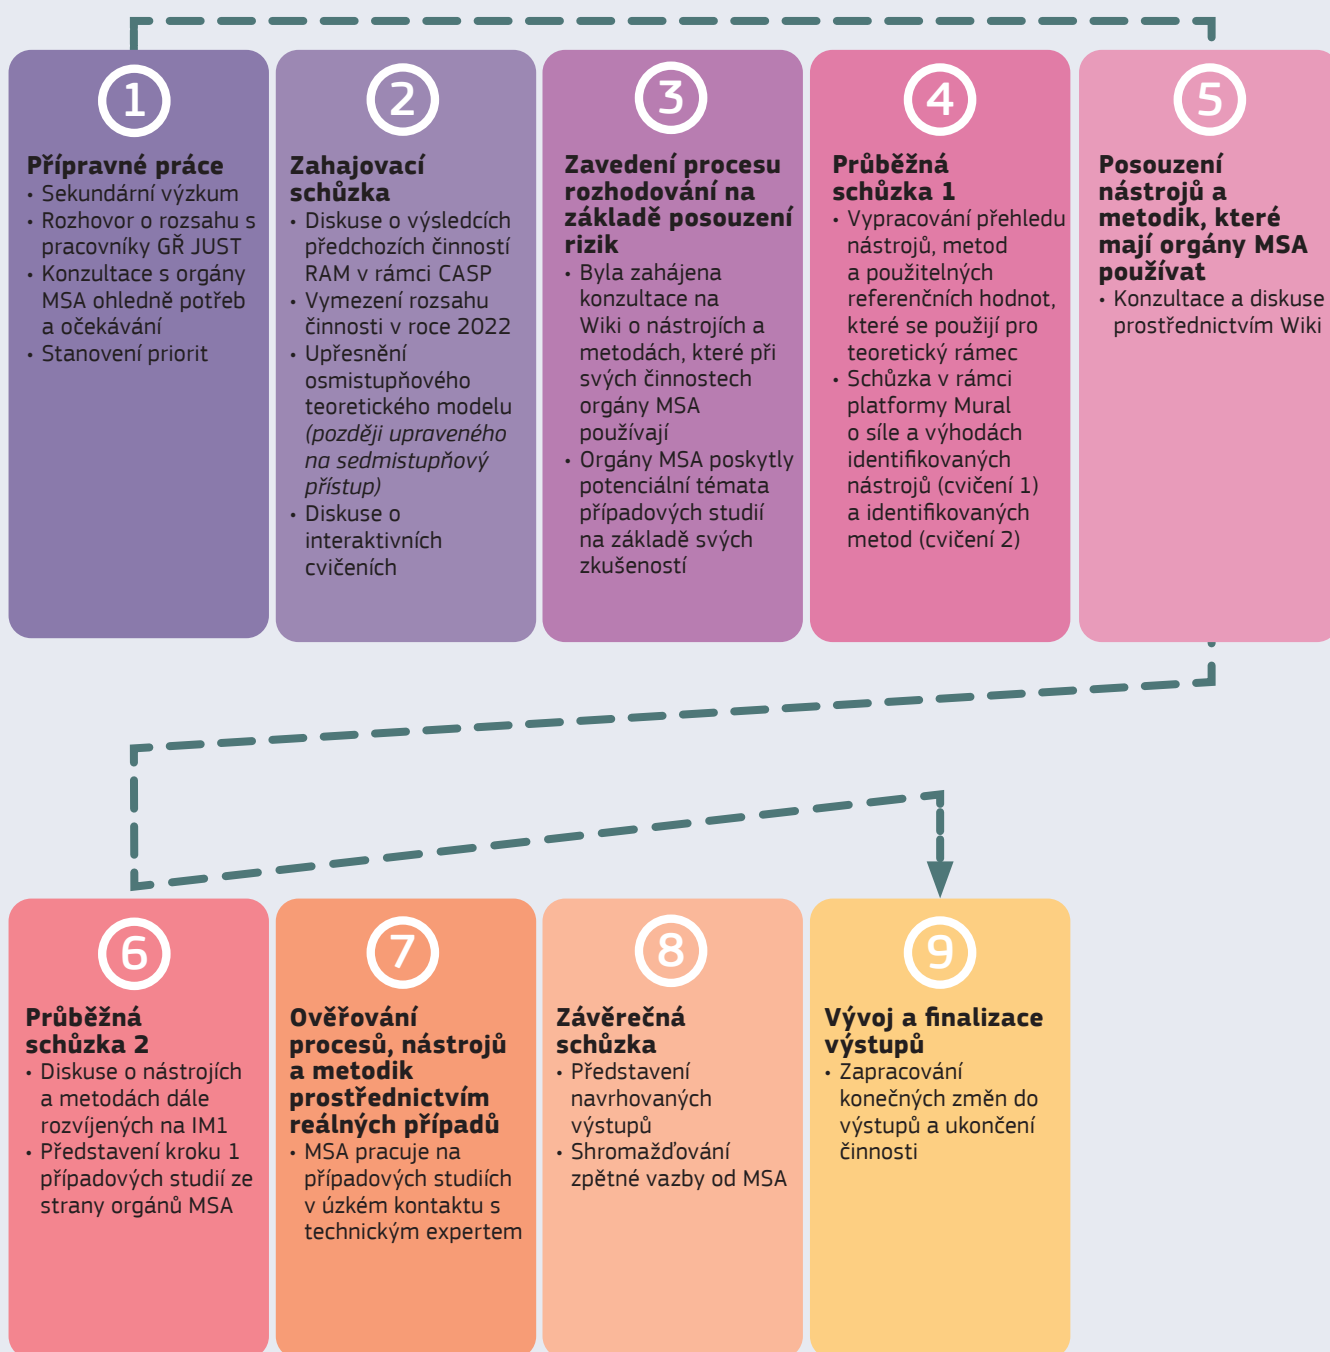 1
Přípravné práce
• Sekundární výzkum
• Rozhovor o rozsahu s
pracovníky GŘ JUST
• Konzultace s orgány
MSA ohledně potřeb
a očekávání
• Stanovení priorit
2
Zahajovací
schůzka
• Diskuse o výsledcích
předchozích činností
RAM v rámci CASP
• Vymezení rozsahu
činnosti v roce 2022
• Upřesnění
osmistupňového
teoretického modelu
(později upraveného
na sedmistupňový
přístup)
• Diskuse o
interaktivních
cvičeních
3
Zavedení procesu
rozhodování na
základě posouzení
rizik
• Byla zahájena
konzultace na
Wiki o nástrojích a
metodách, které při
svých činnostech
orgány MSA
používají
• Orgány MSA poskytly
potenciální témata
případových studií
na základě svých
zkušeností
4
Průběžná
schůzka 1
• Vypracování přehledu
nástrojů, metod
a použitelných
referenčních hodnot,
které se použijí pro
teoretický rámec
• Schůzka v rámci
platformy Mural
o síle a výhodách
identifikovaných
nástrojů (cvičení 1)
a identifikovaných
metod (cvičení 2)
5
Posouzení
nástrojů a
metodik, které
mají orgány MSA
používat
• Konzultace a diskuse
prostřednictvím Wiki
6
Průběžná
schůzka 2
• Diskuse o nástrojích
a metodách dále
rozvíjených na IM1
• Představení kroku 1
případových studií ze
strany orgánů MSA
7
Ověřování
procesů, nástrojů
a metodik
prostřednictvím
reálných případů
• MSA pracuje na
případových studiích
v úzkém kontaktu s
technickým expertem
8
Závěrečná
schůzka
• Představení
navrhovaných
výstupů
• Shromažďování
zpětné vazby od MSA
9
Vývoj a finalizace
výstupů
• Zapracování
konečných změn do
výstupů a ukončení
činnosti